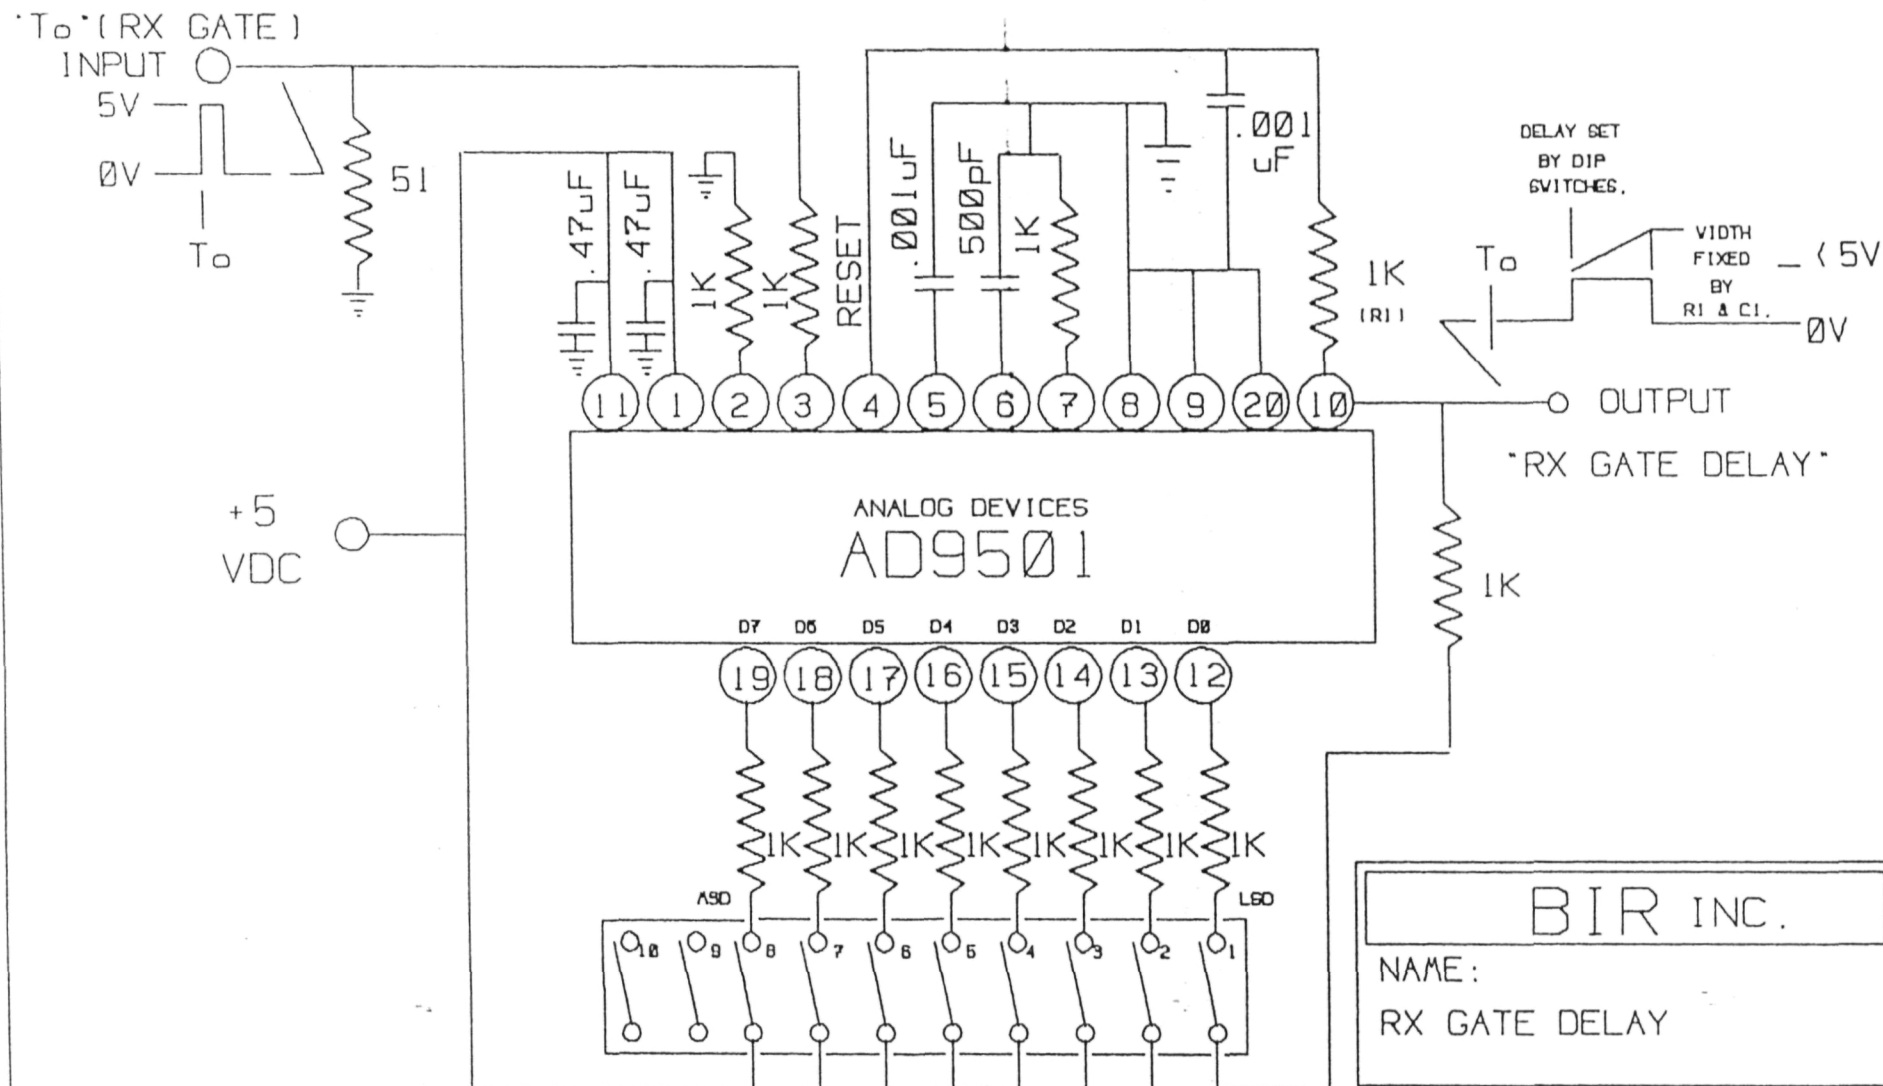 "To" (RX GATE)
INPUT
5V
0V
To
51
.47uF
.47uF
1K
1K
RESET
.001uF
500pF
1K
.001
uF
1K
(R1)
DELAY SET
BY DIP
SWITCHES.
To
WIDTH
FIXED
BY
R1 & C1.
<5V
0V
11 1 2 3 4 5 6 7 8 9 20 10
OUTPUT
"RX GATE DELAY"
+5
VDC
ANALOG DEVICES
AD9501
1K
D7 D6 D5 D4 D3 D2 D1 D0
19 18 17 16 15 14 13 12
1K 1K 1K 1K 1K 1K 1K 1K
MSD
LSD
10 9 8 7 6 5 4 3 2 1
BIR INC.
NAME:
RX GATE DELAY